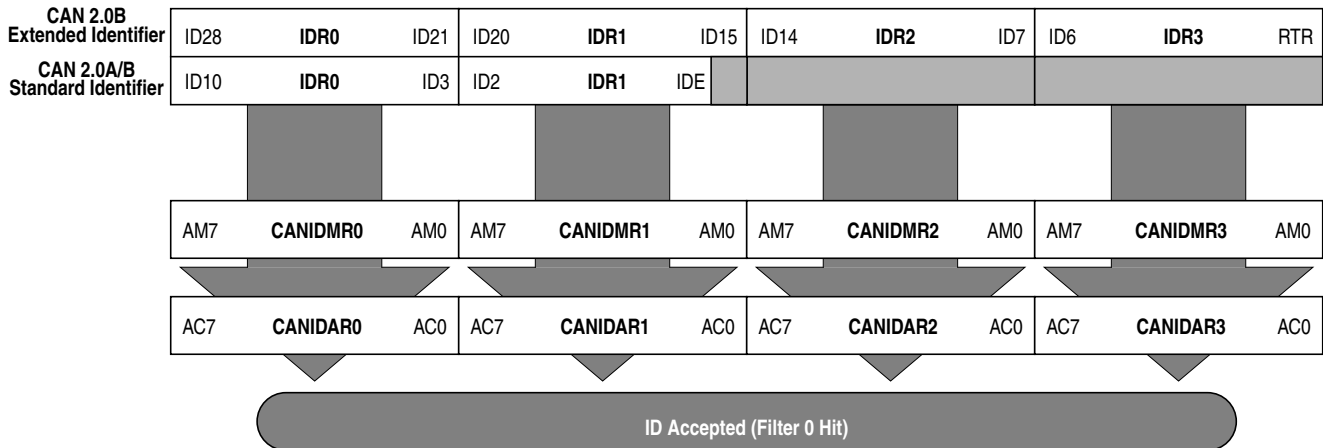 CAN 2.0B
Extended Identifier
ID28 IDR0 ID21 ID20 IDR1 ID15 ID14 IDR2 ID7 ID6 IDR3 RTR
CAN 2.0A/B
Standard Identifier
ID10 IDR0 ID3 ID2 IDR1 IDE
AM7 CANIDMR0 AM0 AM7 CANIDMR1 AM0 AM7 CANIDMR2 AM0 AM7 CANIDMR3 AM0
AC7 CANIDAR0 AC0 AC7 CANIDAR1 AC0 AC7 CANIDAR2 AC0 AC7 CANIDAR3 AC0
ID Accepted (Filter 0 Hit)